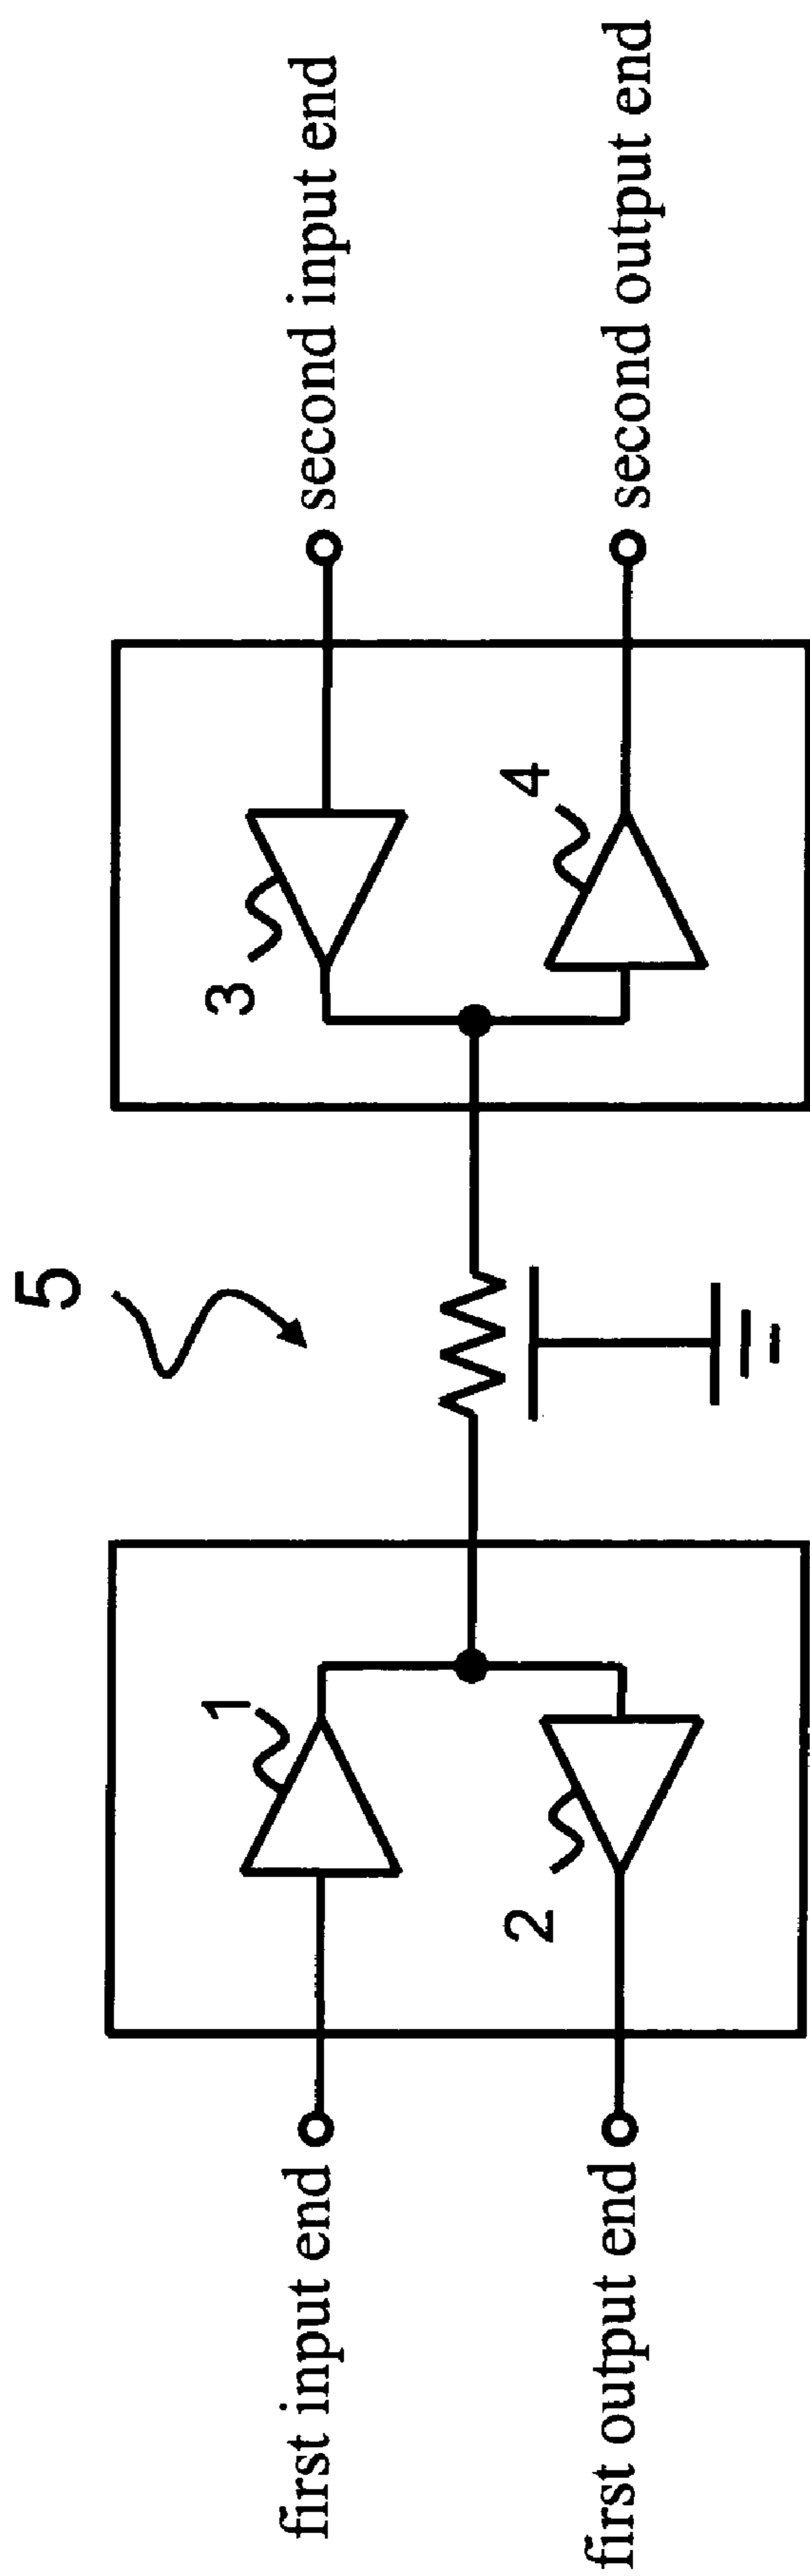 5
first input end
1
3
second input end
first output end
2
4
second output end